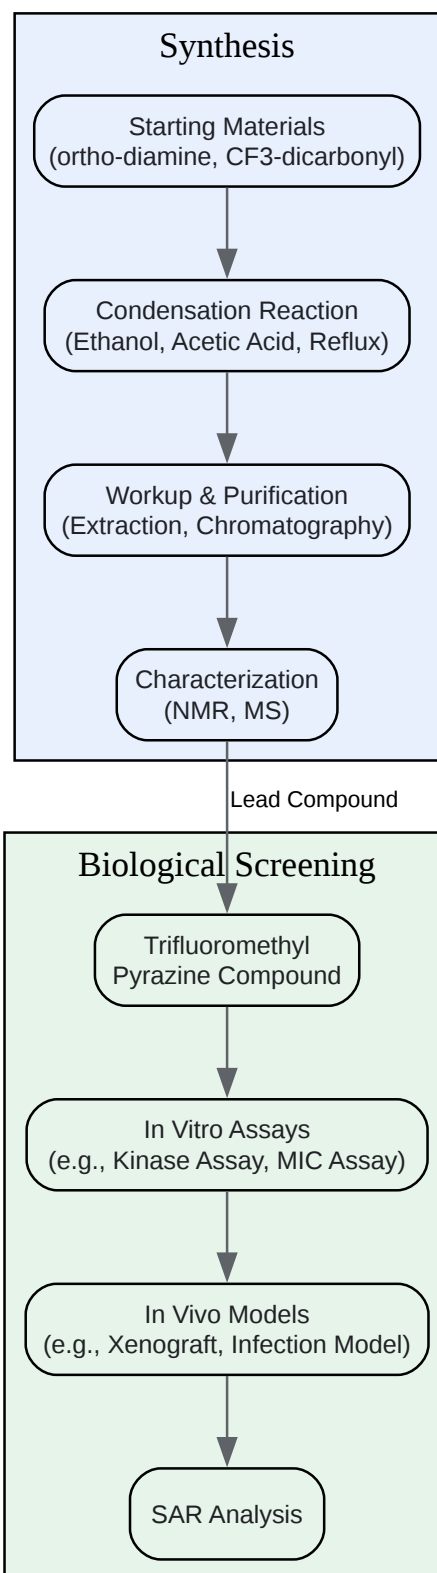 Synthesis
Starting Materials
(ortho-diamine, CF3-dicarbonyl)
Condensation Reaction
(Ethanol, Acetic Acid, Reflux)
Workup & Purification
(Extraction, Chromatography)
Characterization
(NMR, MS)
Lead Compound
Biological Screening
Trifluoromethyl
Pyrazine Compound
In Vitro Assays
(e.g., Kinase Assay, MIC Assay)
In Vivo Models
(e.g., Xenograft, Infection Model)
SAR Analysis